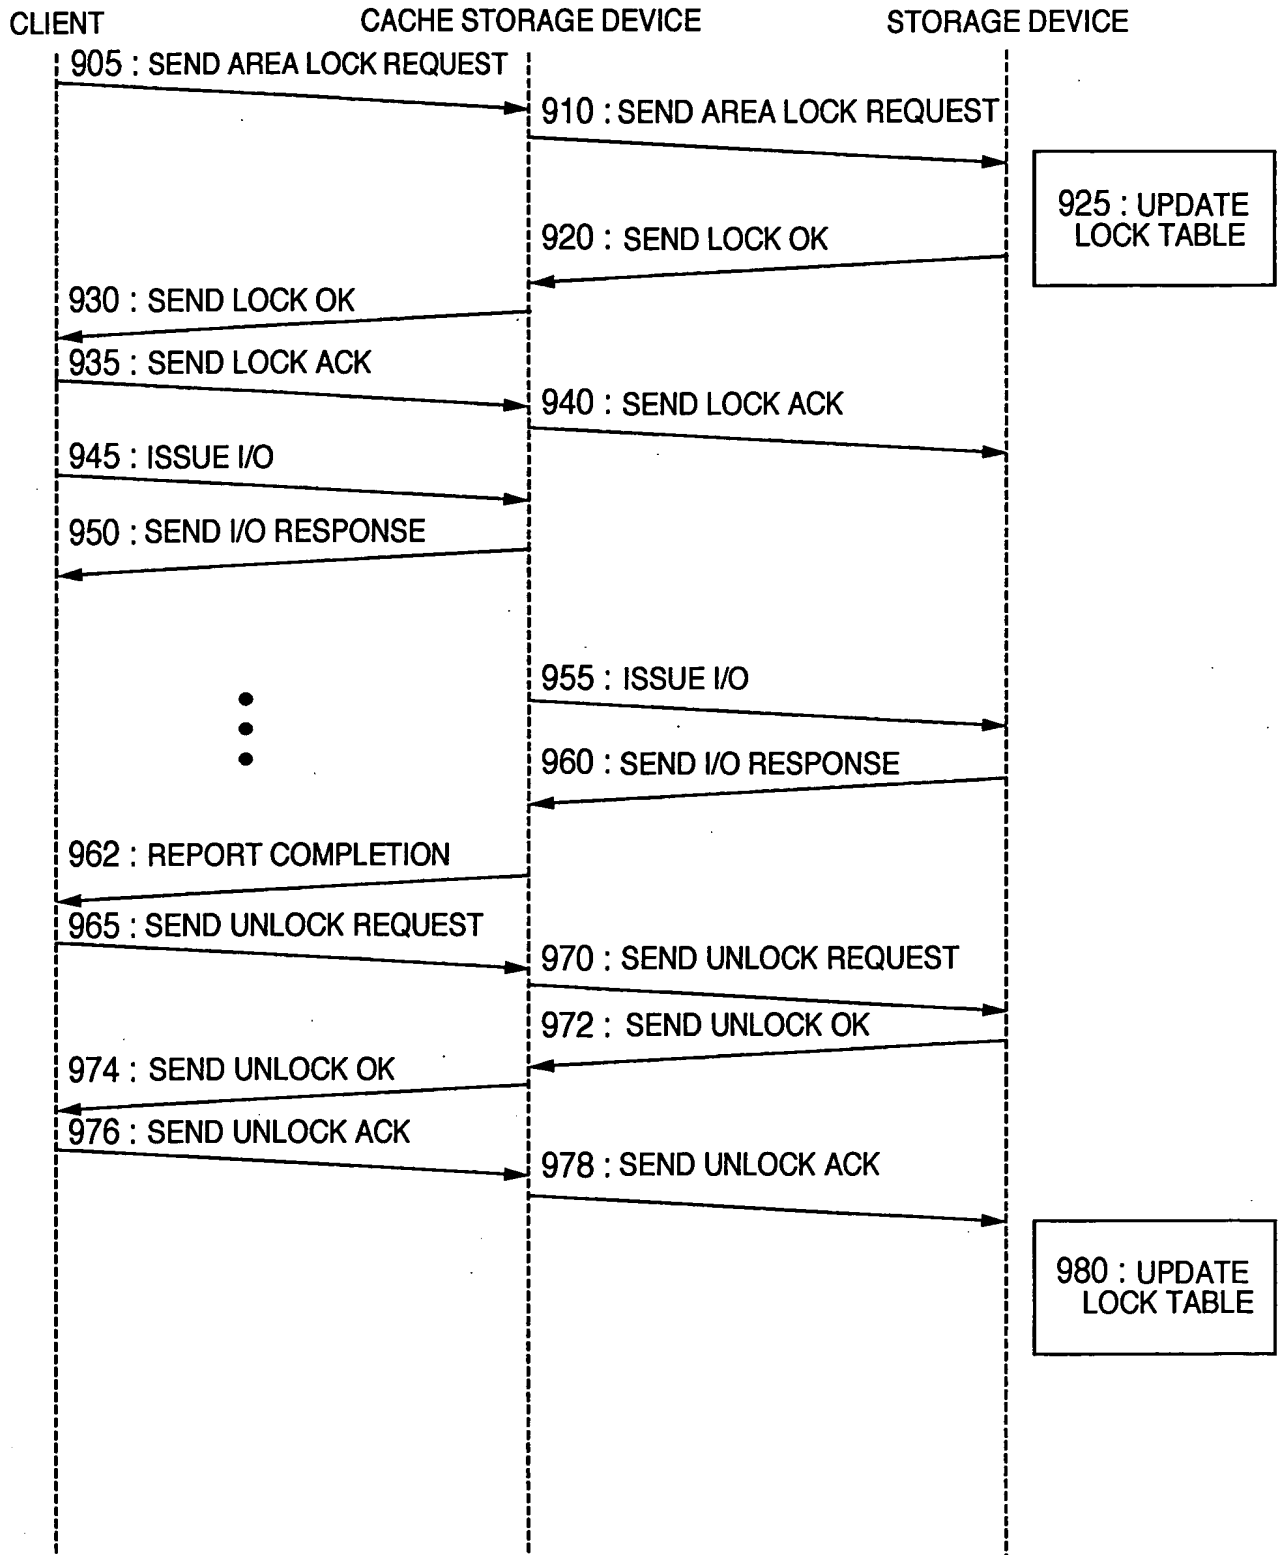 CLIENT
CACHE STORAGE DEVICE
STORAGE DEVICE
905 : SEND AREA LOCK REQUEST
910 : SEND AREA LOCK REQUEST
925 : UPDATE
LOCK TABLE
920 : SEND LOCK OK
930 : SEND LOCK OK
935 : SEND LOCK ACK
940 : SEND LOCK ACK
945 : ISSUE I/O
950 : SEND I/O RESPONSE
955 : ISSUE I/O
960 : SEND I/O RESPONSE
962 : REPORT COMPLETION
965 : SEND UNLOCK REQUEST
970 : SEND UNLOCK REQUEST
972 : SEND UNLOCK OK
974 : SEND UNLOCK OK
976 : SEND UNLOCK ACK
978 : SEND UNLOCK ACK
980 : UPDATE
LOCK TABLE